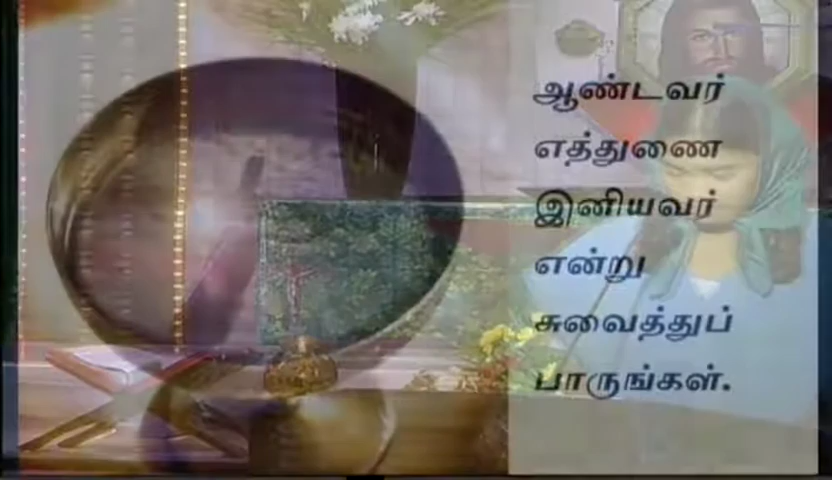 ஆண்டவர்
எத்துணை
இனியவர்
என்று
சுவைத்துப்
பாருங்கள்.